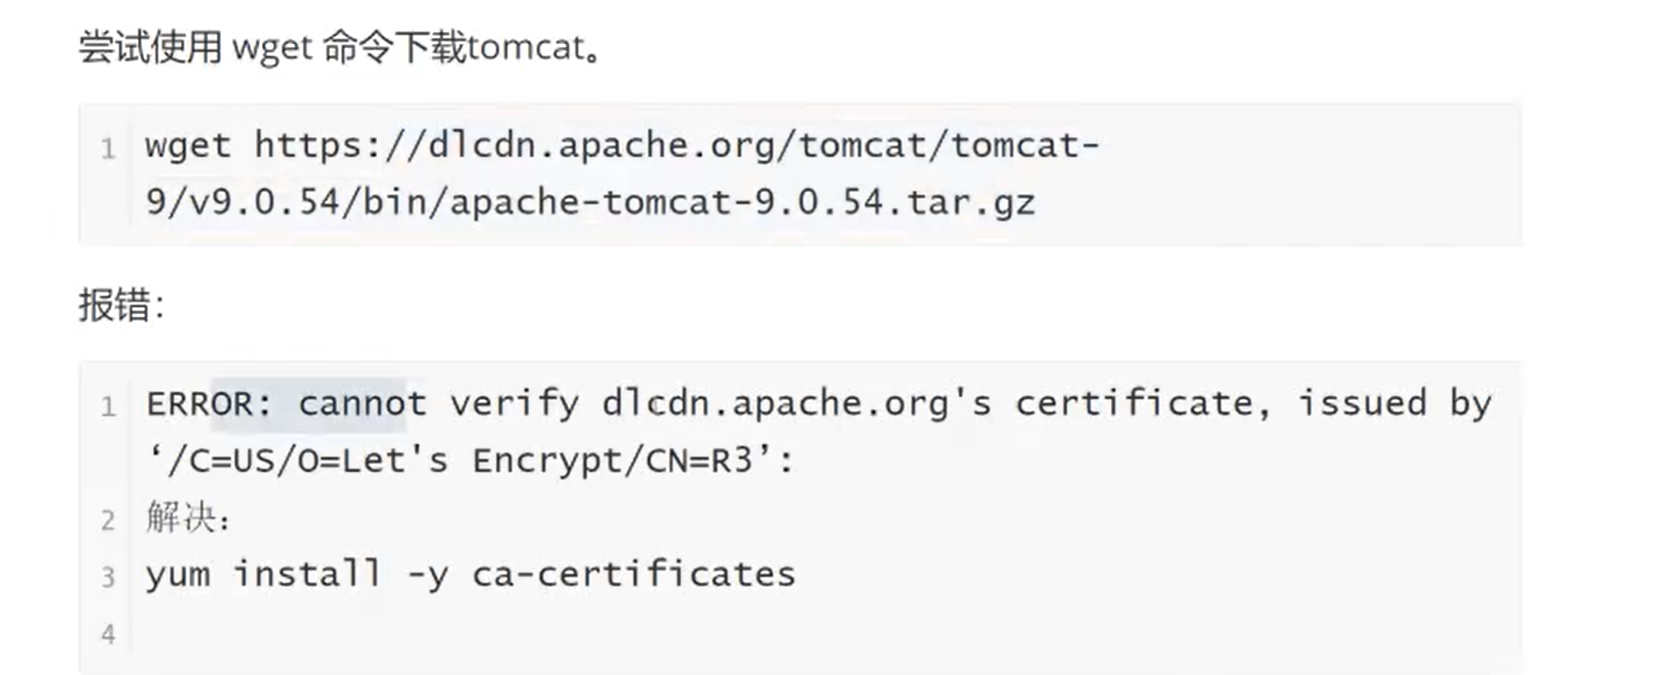 尝试使用 wget 命令下载tomcat。
1 wget https://dlcdn.apache.org/tomcat/tomcat-
9/v9.0.54/bin/apache-tomcat-9.0.54.tar.gz
报错：
1 ERROR: cannot verify dlcdn.apache.org's certificate, issued by
‘/C=US/O=Let's Encrypt/CN=R3’:
2 解决：
3 yum install -y ca-certificates
4